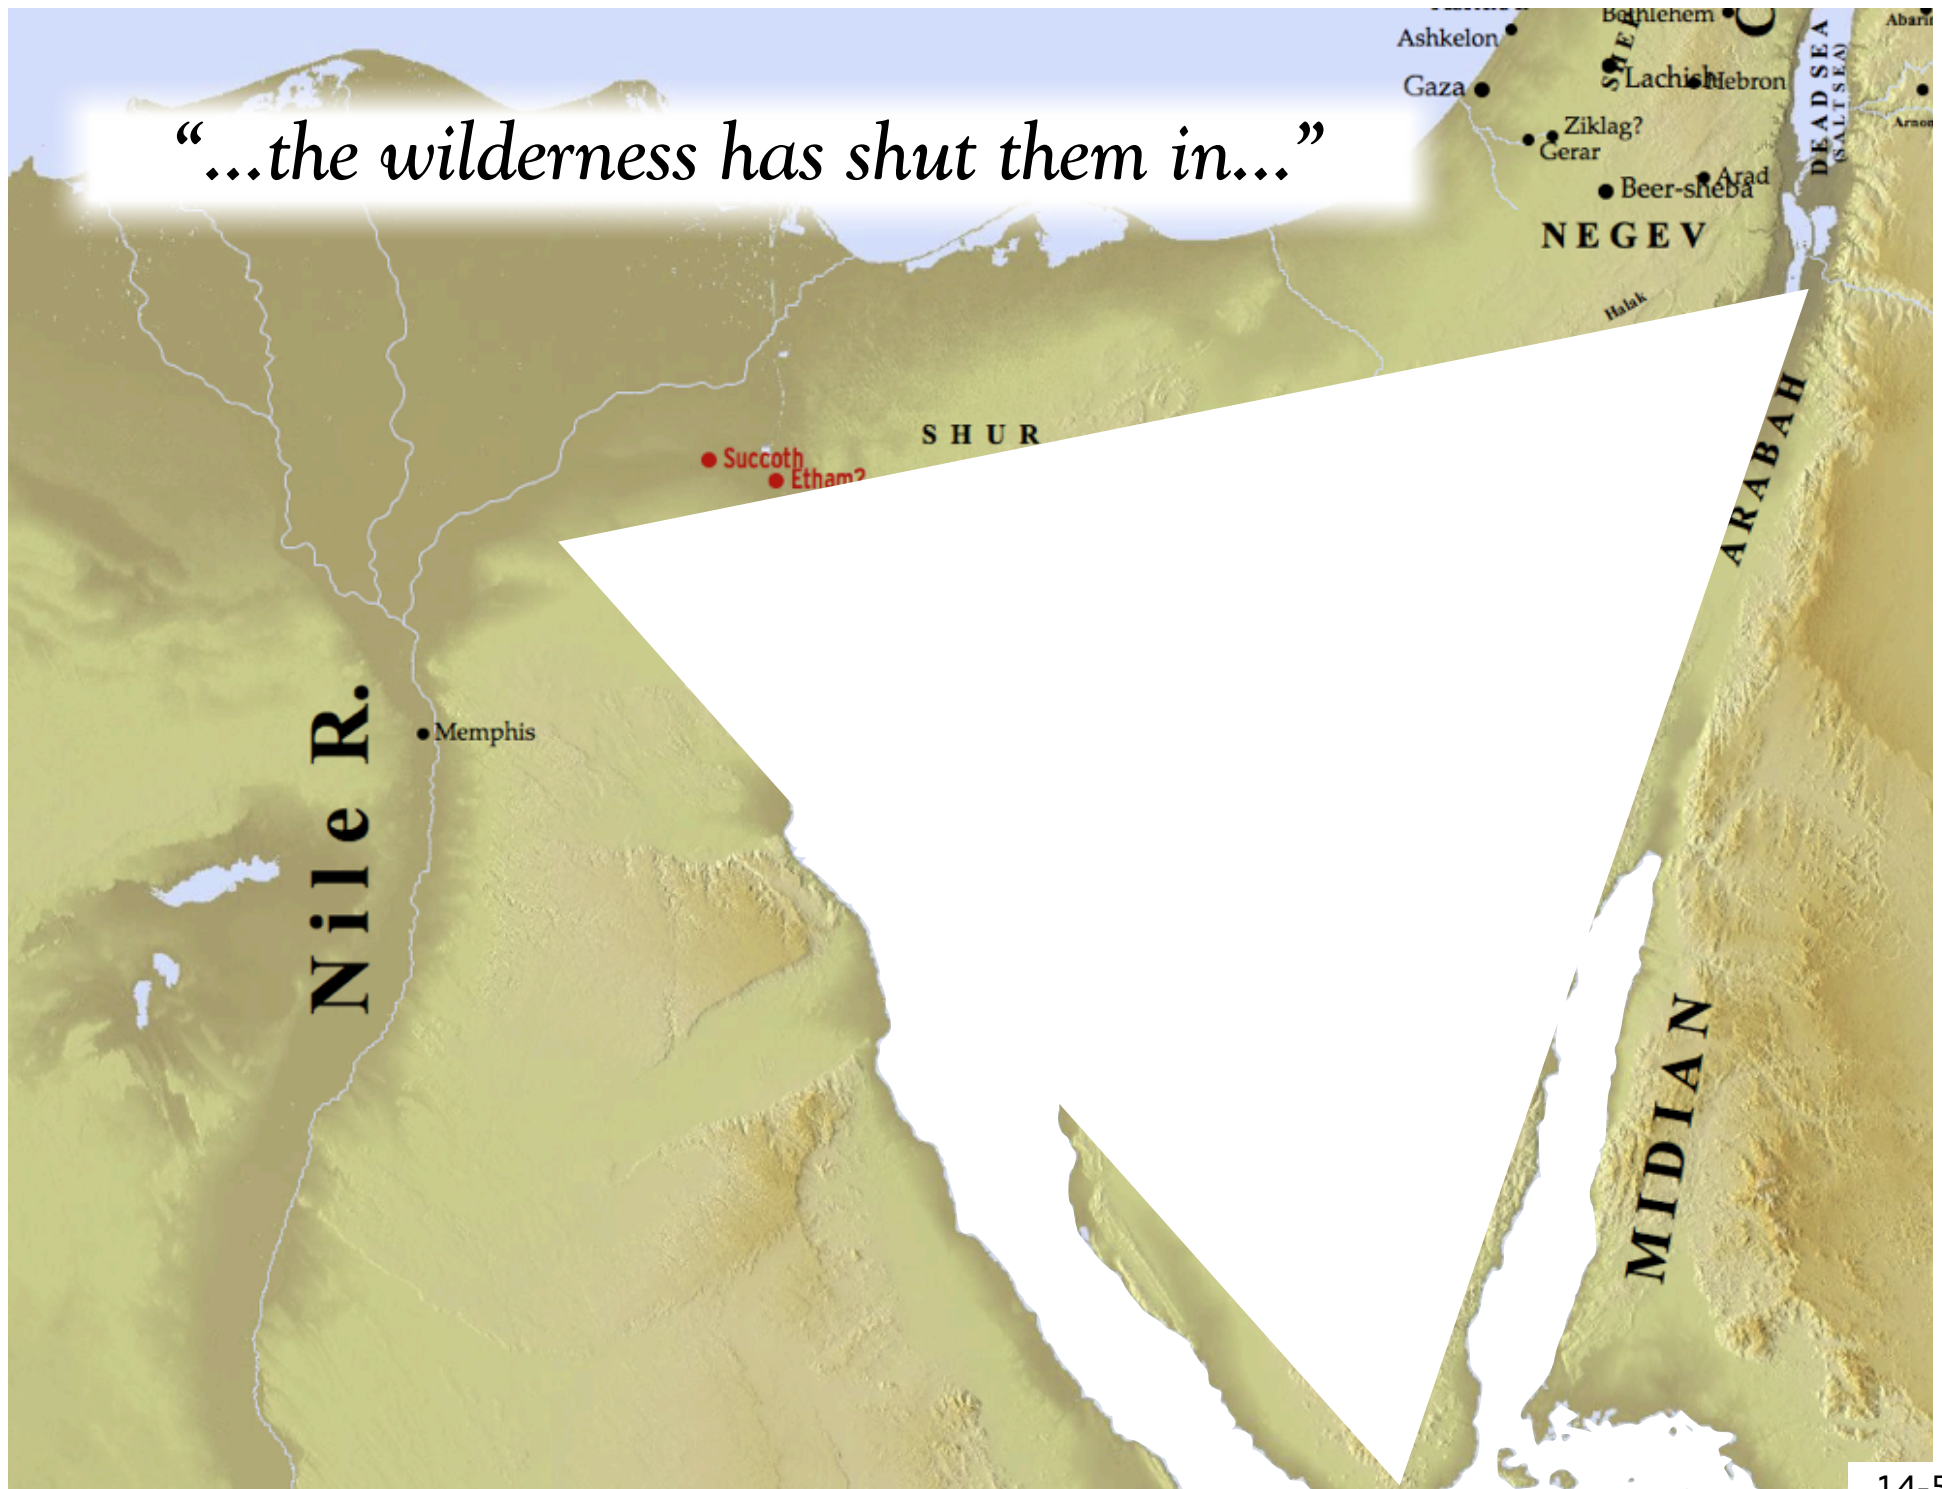 “...the wilderness has shut them in...”
Ashkelon
Bethlehem
Gaza
Lachish
Hebron
Ziklag?
Gerar
Arad
Beer-sheba
NEGEV
Halak
DEAD SEA
(SALT SEA)
SHUR
Succoth
Etham?
ARABAH
Nile R.
Memphis
MIDIAN